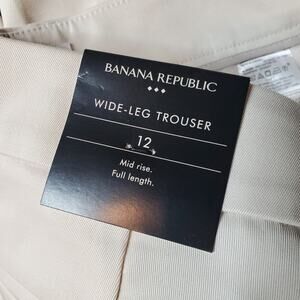 BANANA REPUBLIC
WIDE-LEG TROUSER
12
Mid rise.
Full length.